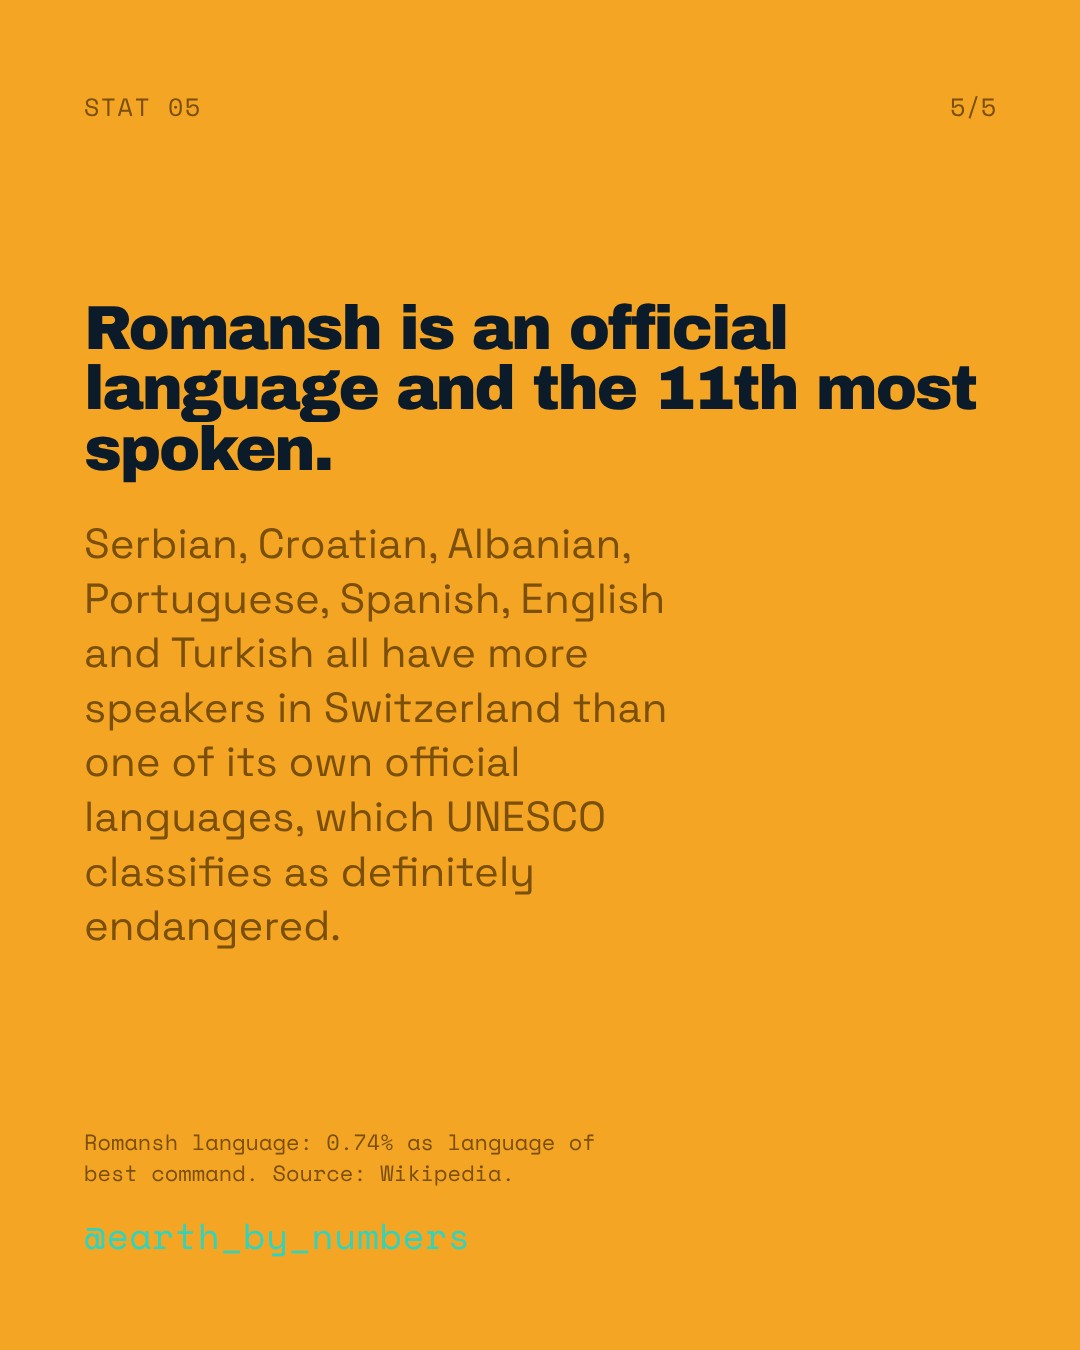 STAT 05
5/5
Romansh is an official
language and the 11th most
spoken.
Serbian, Croatian, Albanian,
Portuguese, Spanish, English
and Turkish all have more
speakers in Switzerland than
one of its own official
languages, which UNESCO
classifies as definitely
endangered.
Romansh language: 0.74% as language of
best command. Source: Wikipedia.
@earth_by_numbers